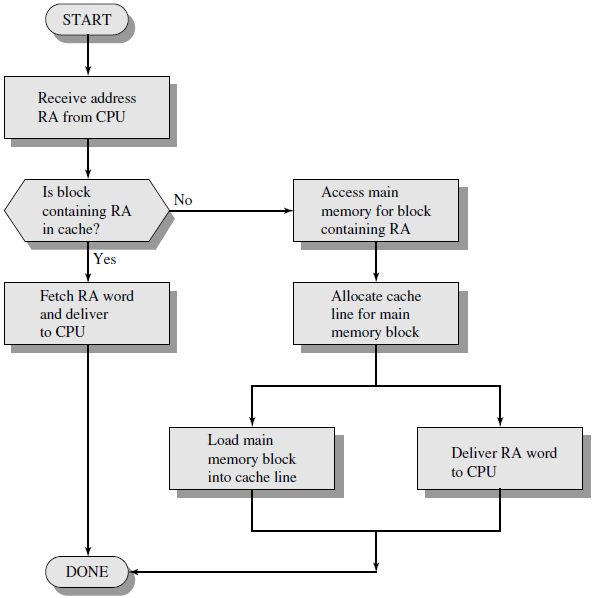 START
Receive address
RA from CPU
Is block
containing RA
in cache?
No
Access main
memory for block
containing RA
Yes
Fetch RA word
and deliver
to CPU
Allocate cache
line for main
memory block
Load main
memory block
into cache line
Deliver RA word
to CPU
DONE